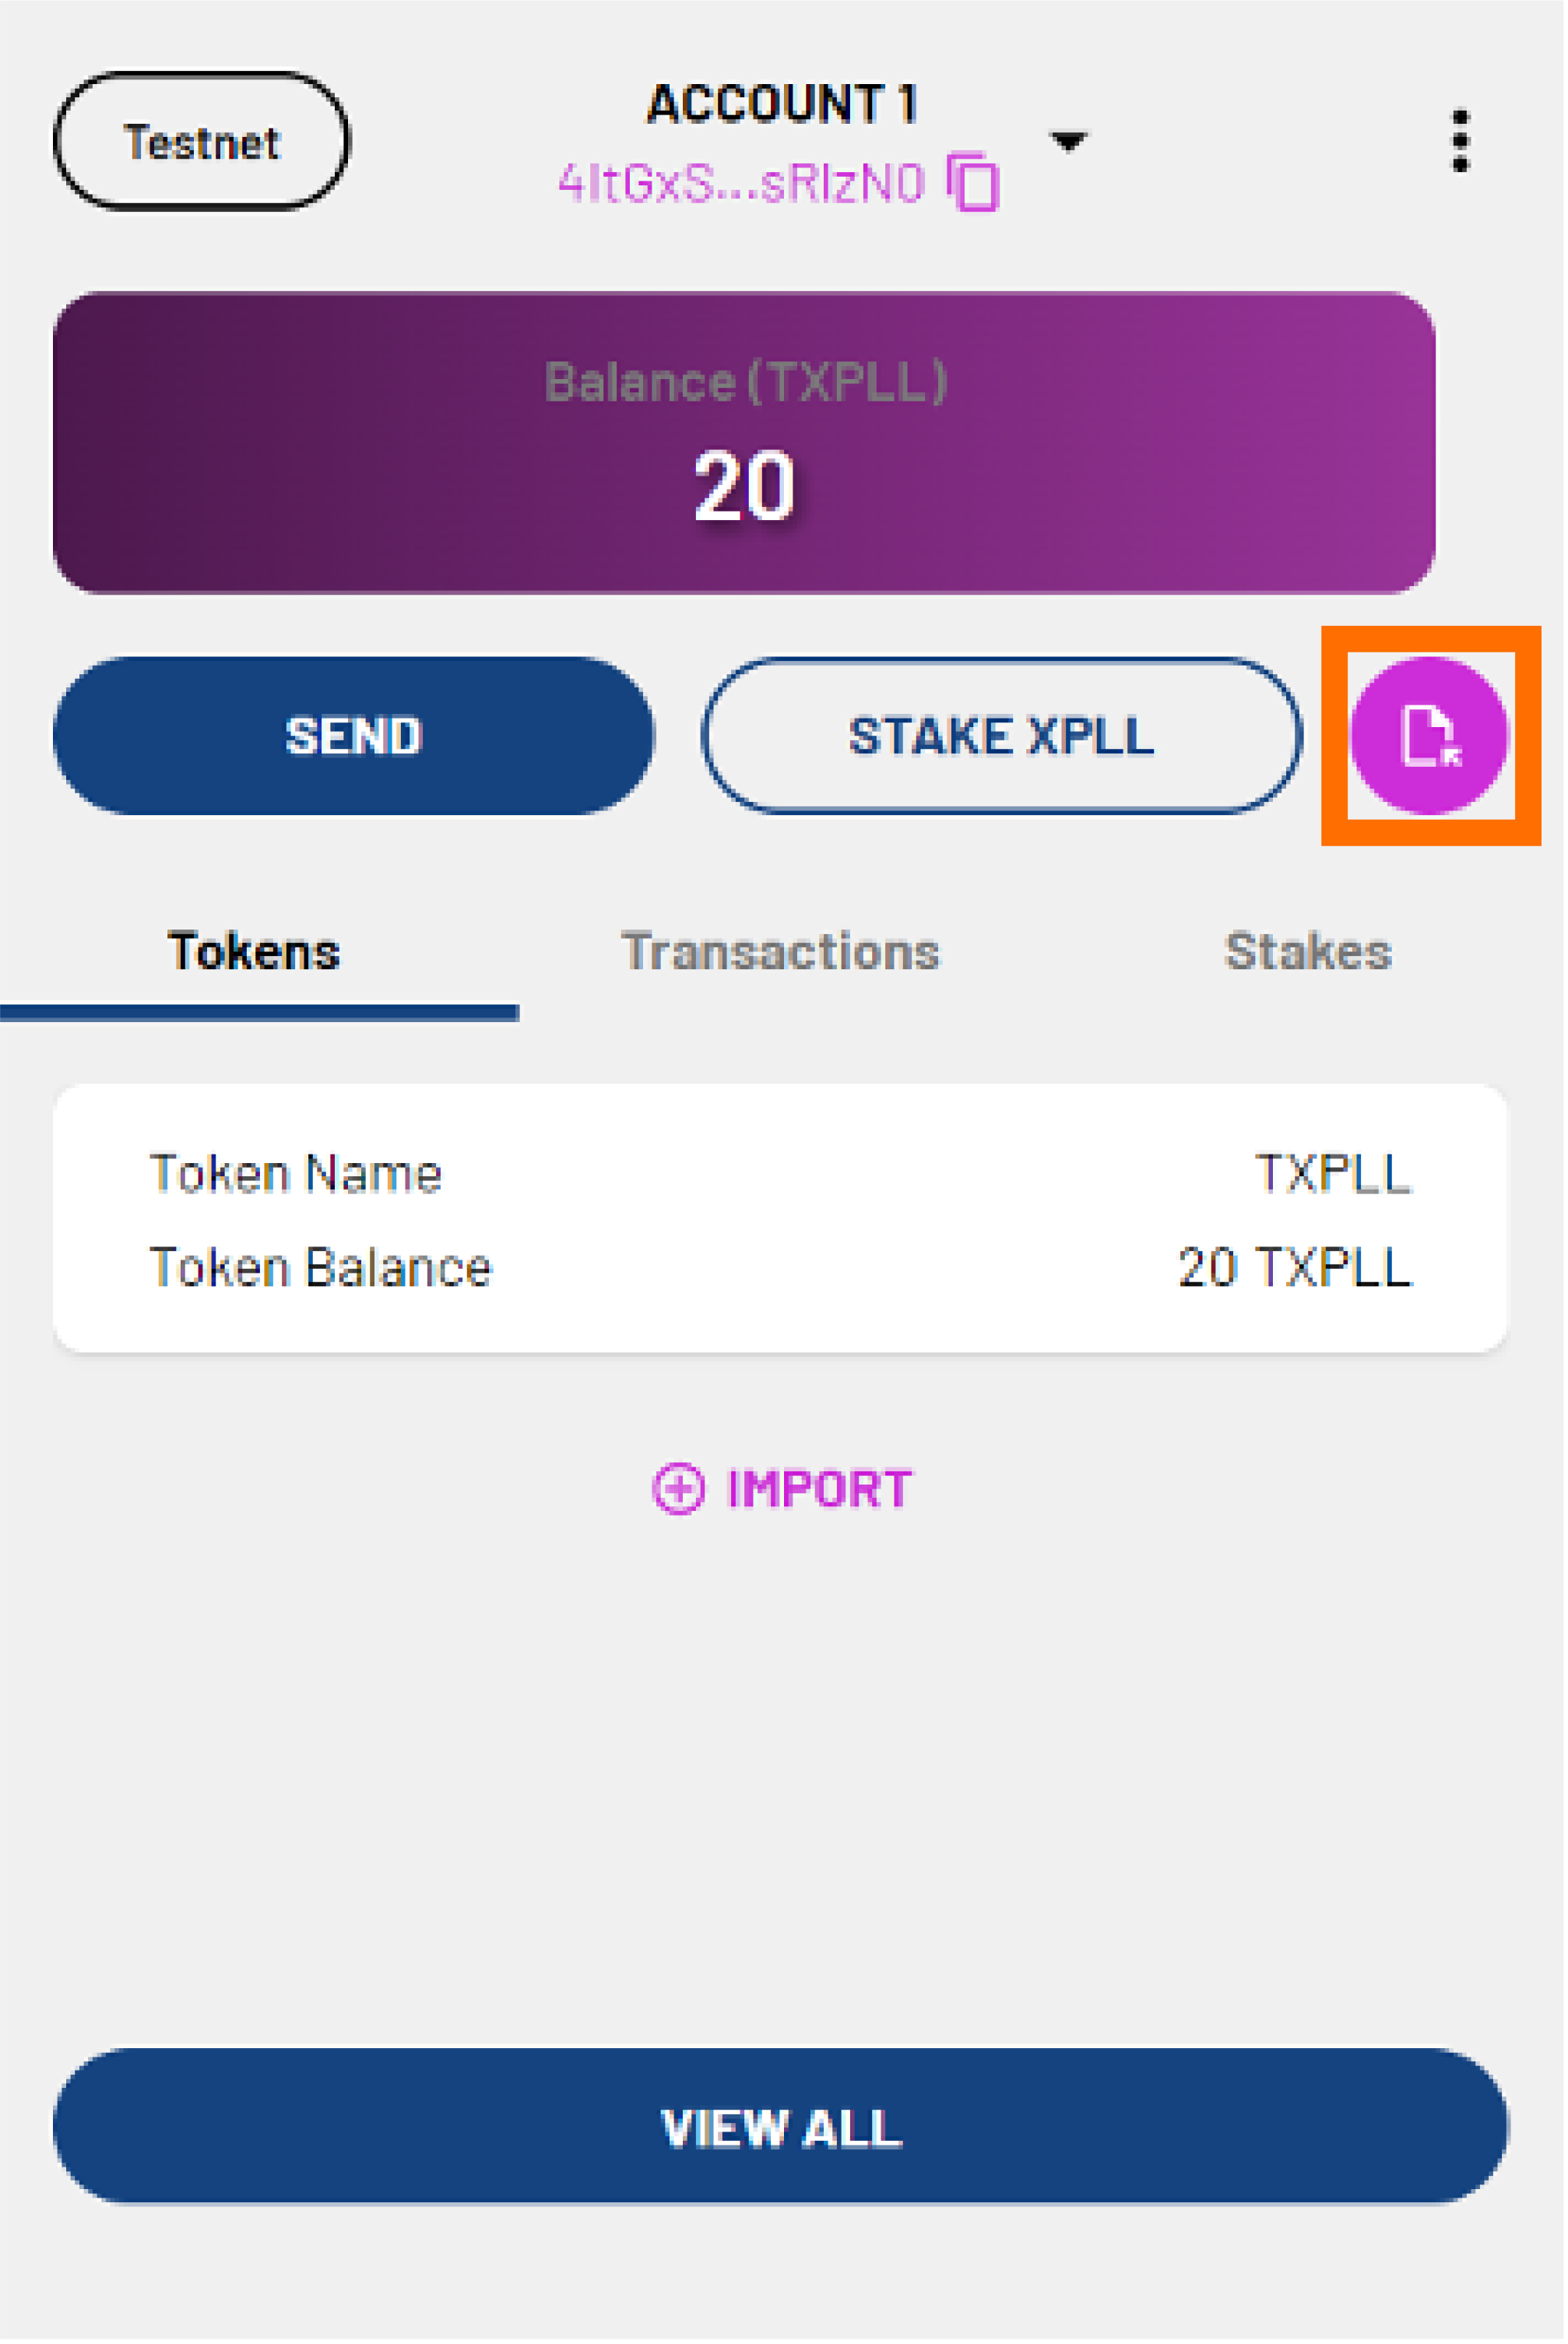 Testnet
ACCOUNT 1
4ItGxS...sRIzN0
Balance (TXPLL)
20
SEND
STAKE XPLL
Tokens
Transactions
Stakes
Token Name
TXPLL
Token Balance
20 TXPLL
IMPORT
VIEW ALL